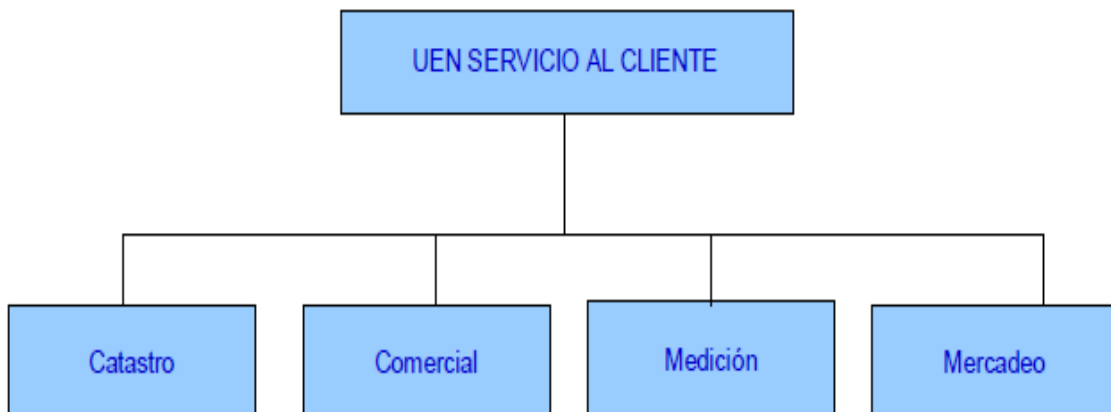 UEN SERVICIO AL CLIENTE
Catastro
Comercial
Medición
Mercadeo